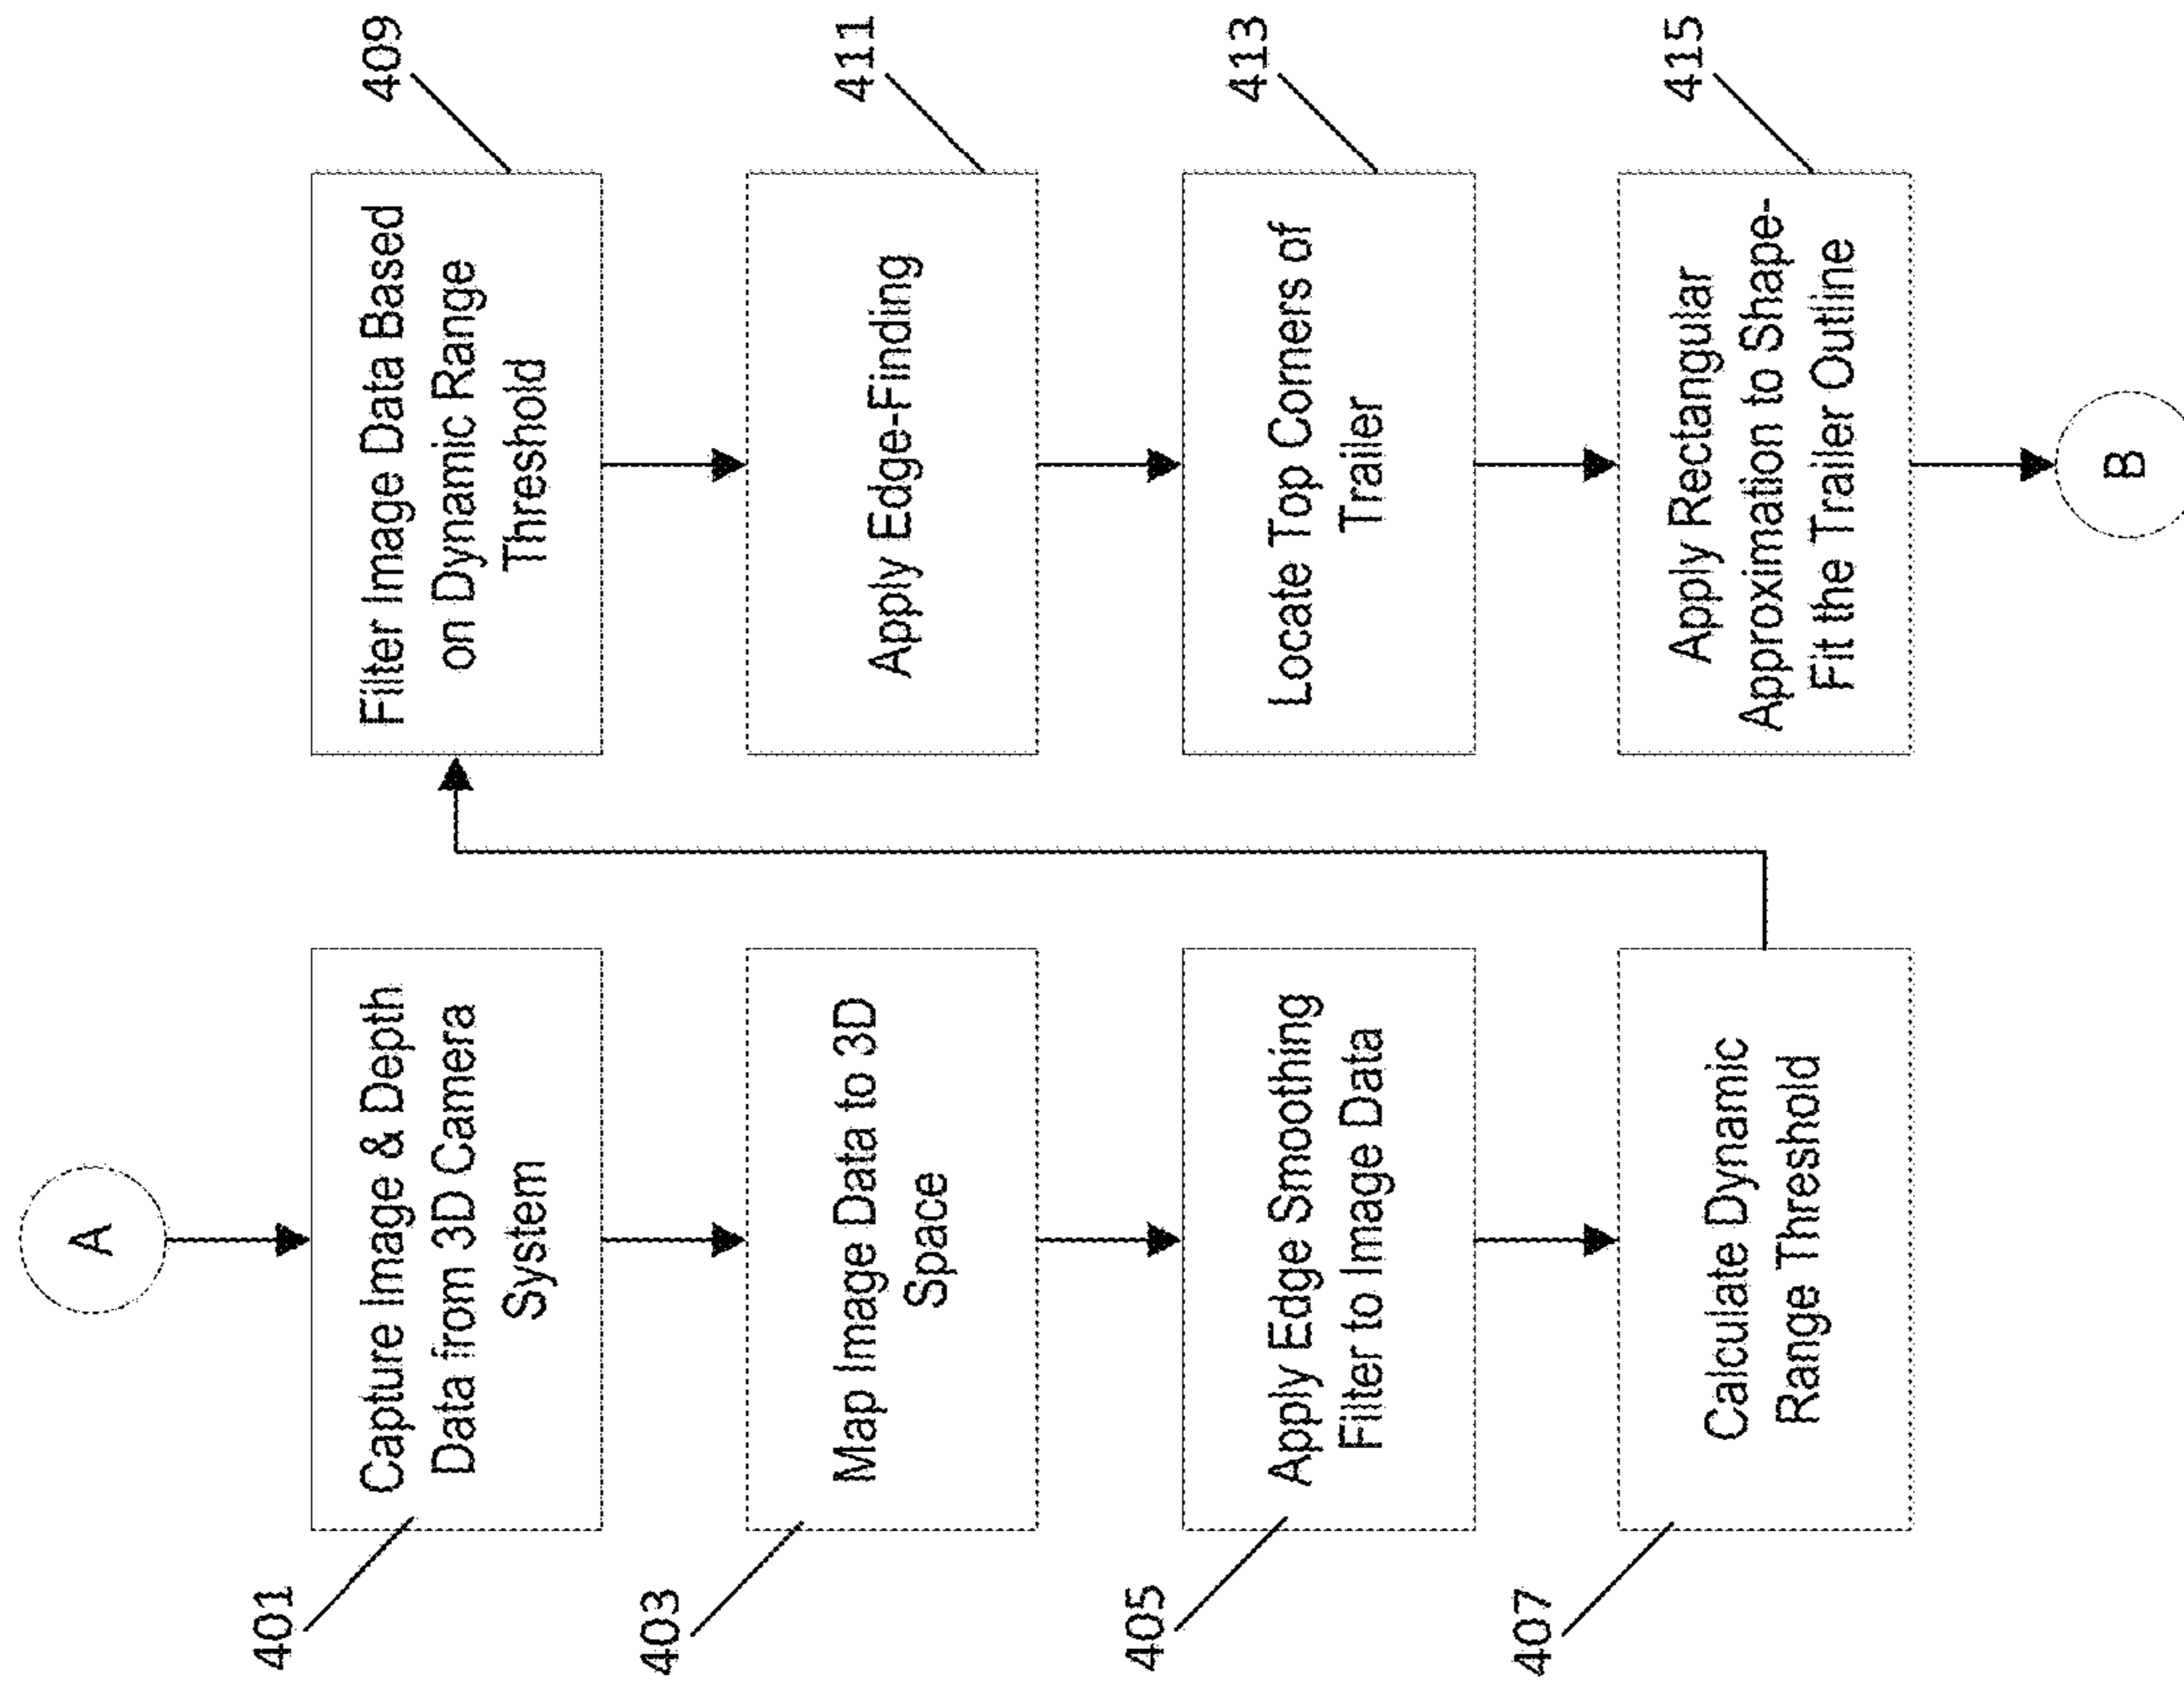 A
401
Capture Image & Depth
Data from 3D Camera
System
403
Map Image Data to 3D
Space
405
Apply Edge Smoothing
Filter to Image Data
407
Calculate Dynamic
Range Threshold
409
Filter Image Data Based
on Dynamic Range
Threshold
411
Apply Edge-Finding
413
Locate Top Corners of
Trailer
415
Apply Rectangular
Approximation to Shape-
Fit the Trailer Outline
B